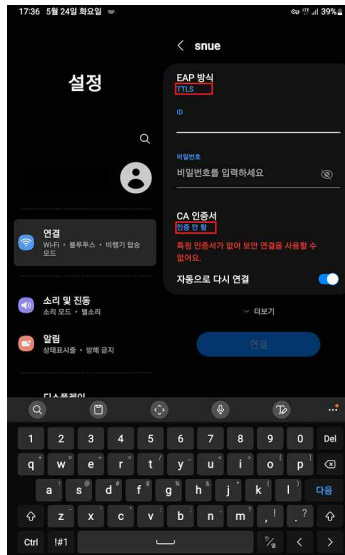 17:36 5월 24일 화요일
39%
snue
설정
EAP 방식
TTLS
ID
비밀번호
비밀번호를 입력하세요
CA 인증서
인증 안 함
특정 인증서가 없어 보안 연결을 사용할 수
없어요.
자동으로 다시 연결
더보기
연결
연결
Wi-Fi • 블루투스 • 비행기 탑승
모드
소리 및 진동
소리 모드 • 벨소리
알림
상태표시줄 • 방해 금지
디스플레이
1 2 3 4 5 6 7 8 9 0 Del
q w e r t y u i o p
a s d f g h j k l 다음
z x c v b n m , ! . ?
Ctrl !#1 < >